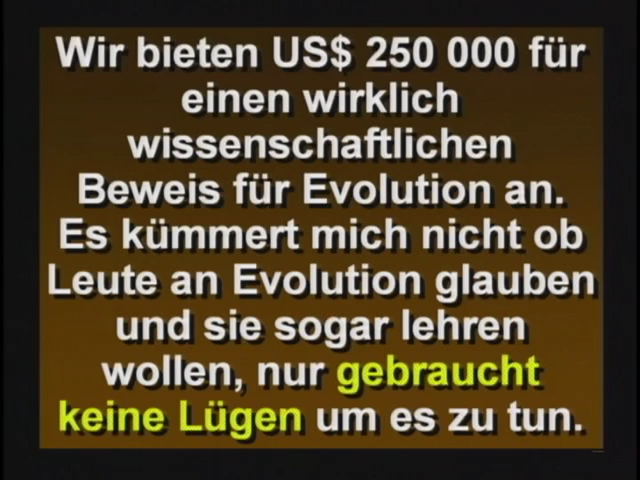 Wir bieten US$ 250 000 für
einen wirklich
wissenschaftlichen
Beweis für Evolution an.
Es kümmert mich nicht ob
Leute an Evolution glauben
und sie sogar lehren
wollen, nur gebraucht
keine Lügen um es zu tun.